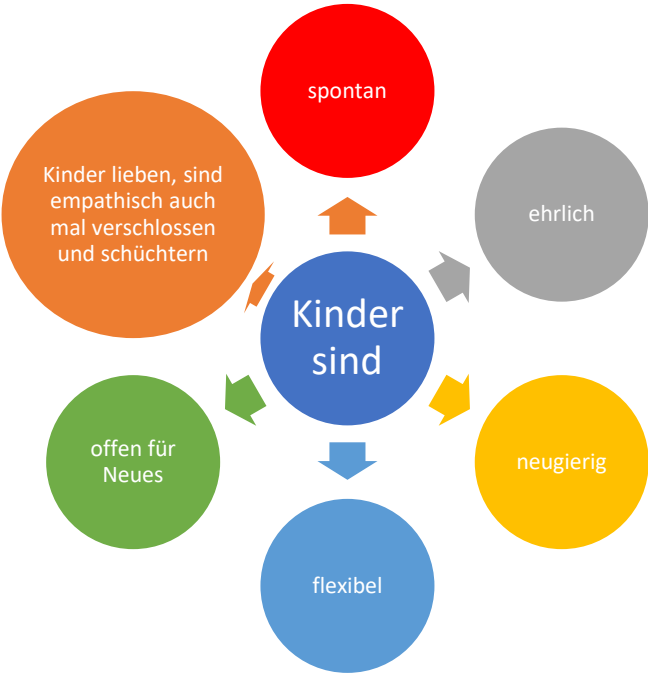 spontan
ehrlich
neugierig
flexibel
offen für
Neues
Kinder lieben, sind
empathisch auch
mal verschlossen
und schüchtern
Kinder
sind